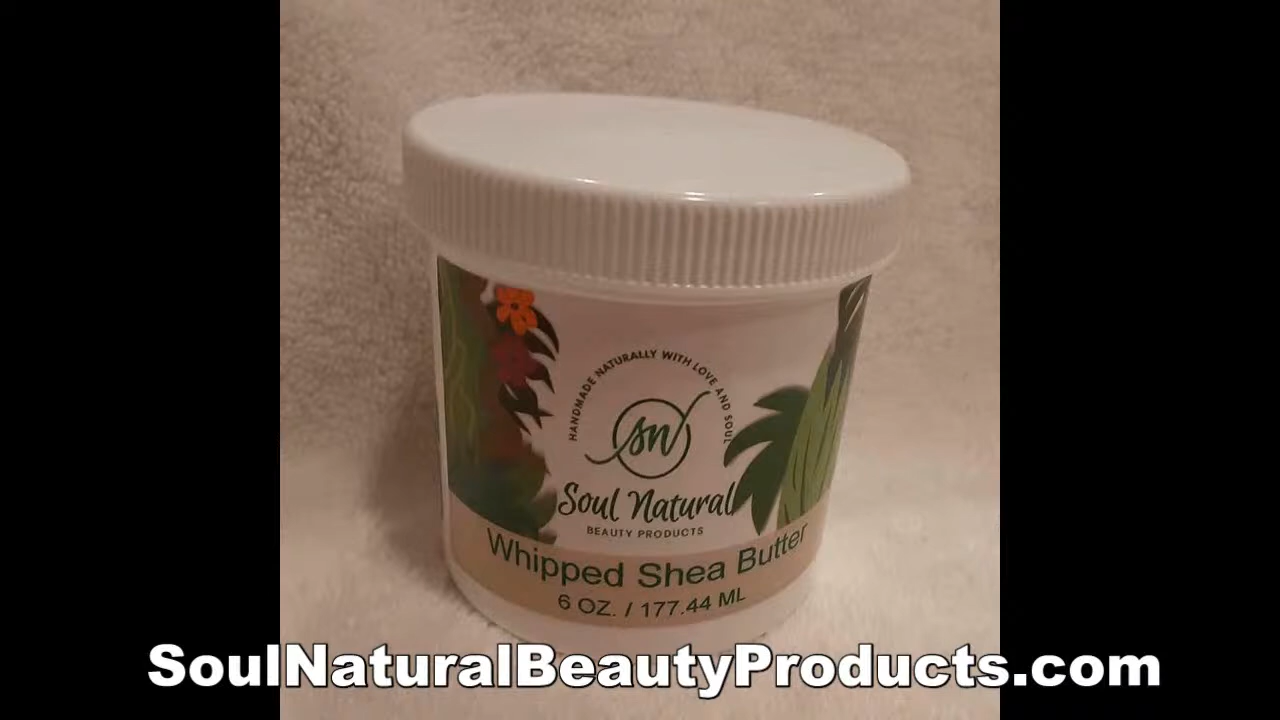 HANDMADE NATURALLY WITH LOVE AND SOUL
sn
Soul Natural
BEAUTY PRODUCTS
Whipped Shea Butter
6 OZ. / 177.44 ML
SoulNaturalBeautyProducts.com